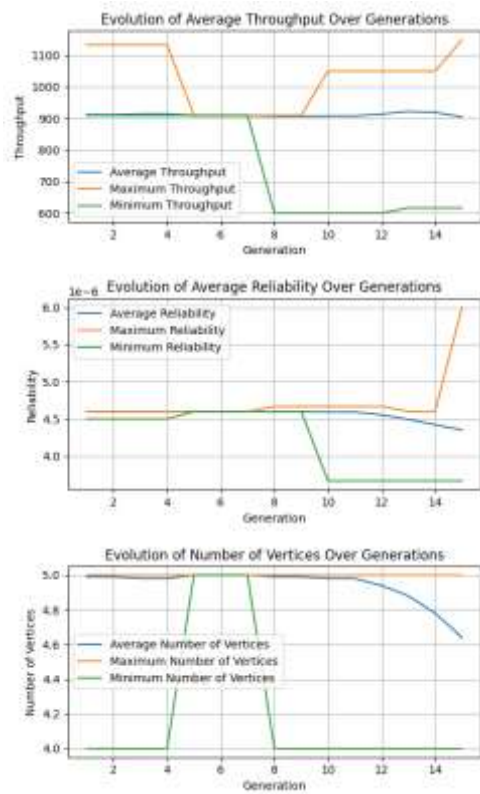 Evolution of Average Throughput Over Generations
1100
1000
900
800
700
600
Throughput
Average Throughput
Maximum Throughput
Minimum Throughput
2 4 6 8 10 12 14
Generation
Evolution of Average Reliability Over Generations
1e−6
6.0
5.5
5.0
4.5
4.0
Reliability
Average Reliability
Maximum Reliability
Minimum Reliability
2 4 6 8 10 12 14
Generation
Evolution of Number of Vertices Over Generations
5.0
4.8
4.6
4.4
4.2
4.0
Number of Vertices
Average Number of Vertices
Maximum Number of Vertices
Minimum Number of Vertices
2 4 6 8 10 12 14
Generation